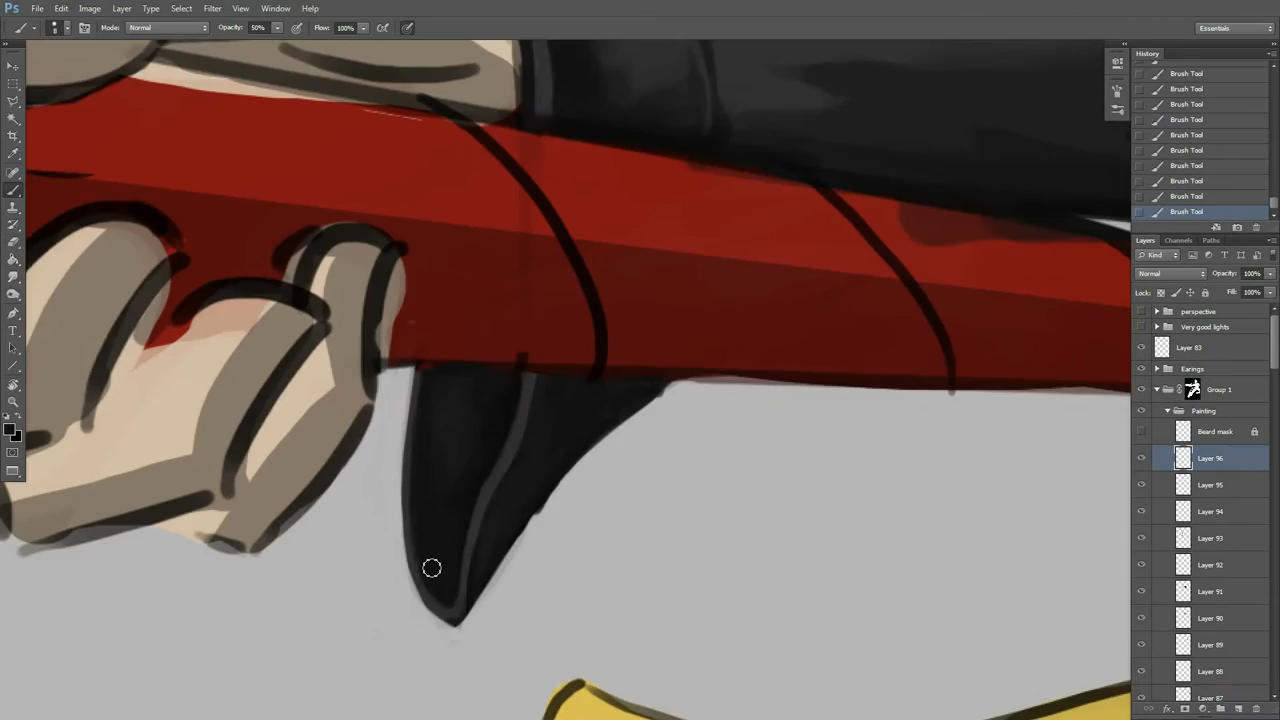 Ps File Edit Image Layer Type Select Filter View Window Help
8 Mode: Normal Opacity: 50% Flow: 100% Essentials
History
Brush Tool
Brush Tool
Brush Tool
Brush Tool
Brush Tool
Brush Tool
Brush Tool
Brush Tool
Brush Tool
Brush Tool
Layers Channels Paths
Kind
Normal Opacity: 100%
Lock: Fill: 100%
perspective
Very good lights
Layer 83
Earings
Group 1
Painting
Beard mask
Layer 96
Layer 95
Layer 94
Layer 93
Layer 92
Layer 91
Layer 90
Layer 89
Layer 88
Layer 87